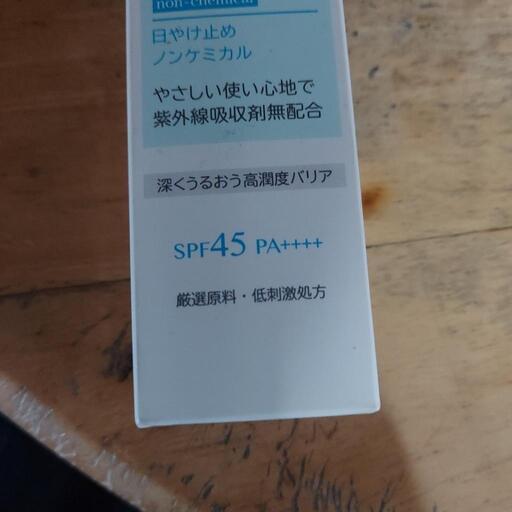 non-chemical
日やけ止め
ノンケミカル
やさしい使い心地で
紫外線吸収剤無配合
深くうるおう高潤度バリア
SPF45 PA++++
厳選原料・低刺激処方